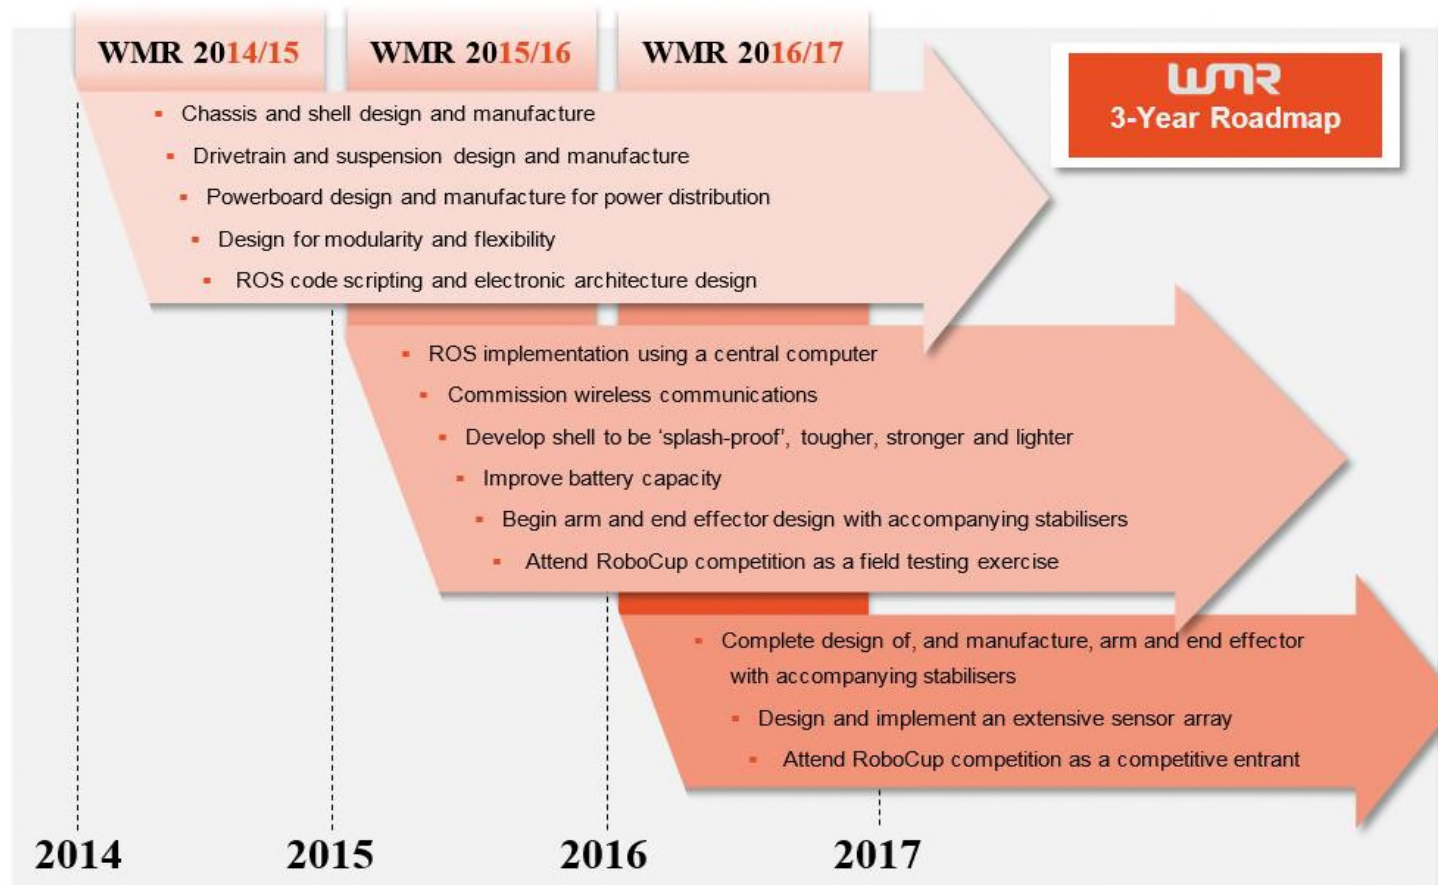 WMR 2014/15
WMR 2015/16
WMR 2016/17
WMR
3-Year Roadmap
▪ Chassis and shell design and manufacture
▪ Drivetrain and suspension design and manufacture
▪ Powerboard design and manufacture for power distribution
▪ Design for modularity and flexibility
▪ ROS code scripting and electronic architecture design
▪ ROS implementation using a central computer
▪ Commission wireless communications
▪ Develop shell to be ‘splash-proof’, tougher, stronger and lighter
▪ Improve battery capacity
▪ Begin arm and end effector design with accompanying stabilisers
▪ Attend RoboCup competition as a field testing exercise
▪ Complete design of, and manufacture, arm and end effector
with accompanying stabilisers
▪ Design and implement an extensive sensor array
▪ Attend RoboCup competition as a competitive entrant
2014
2015
2016
2017